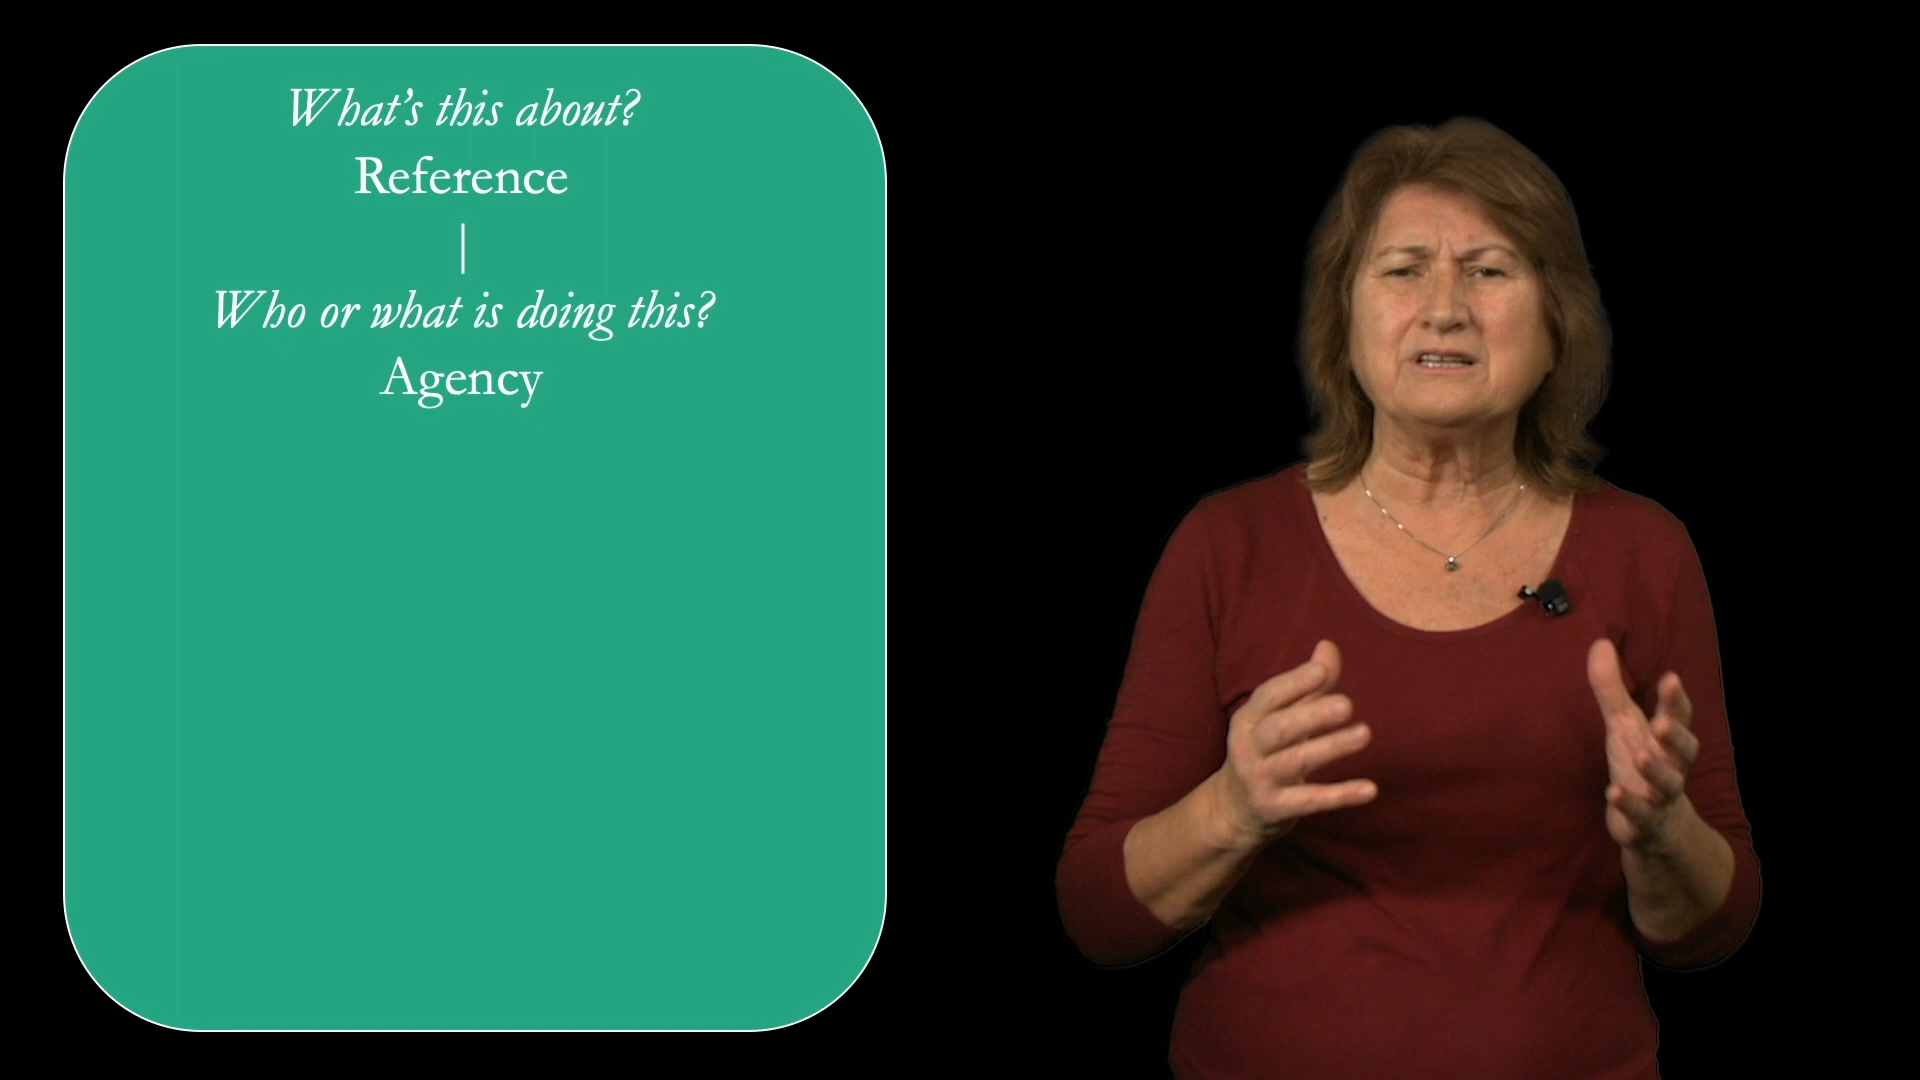 What’s this about?
Reference
|
Who or what is doing this?
Agency